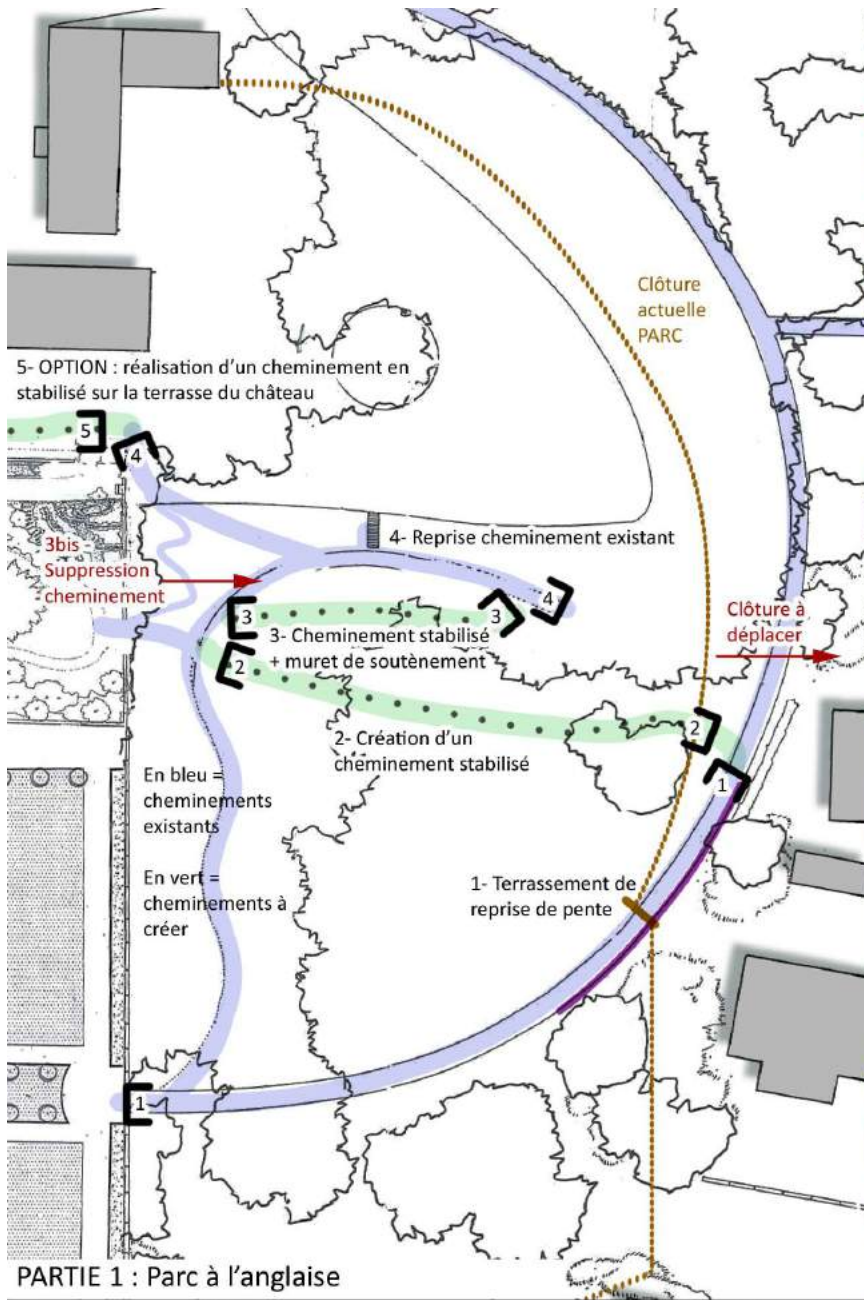 Clôture
actuelle
PARC
5- OPTION : réalisation d'un cheminement en
stabilisé sur la terrasse du château
5
4
4- Reprise cheminement existant
3bis -
Suppression
cheminement
4
3
3
Clôture à
déplacer
3- Cheminement stabilisé
+ muret de soutènement
2
2
2- Création d'un
cheminement stabilisé
1
En bleu =
cheminements
existants
En vert =
cheminements à
créer
1- Terrassement de
reprise de pente
1
PARTIE 1 : Parc à l'anglaise